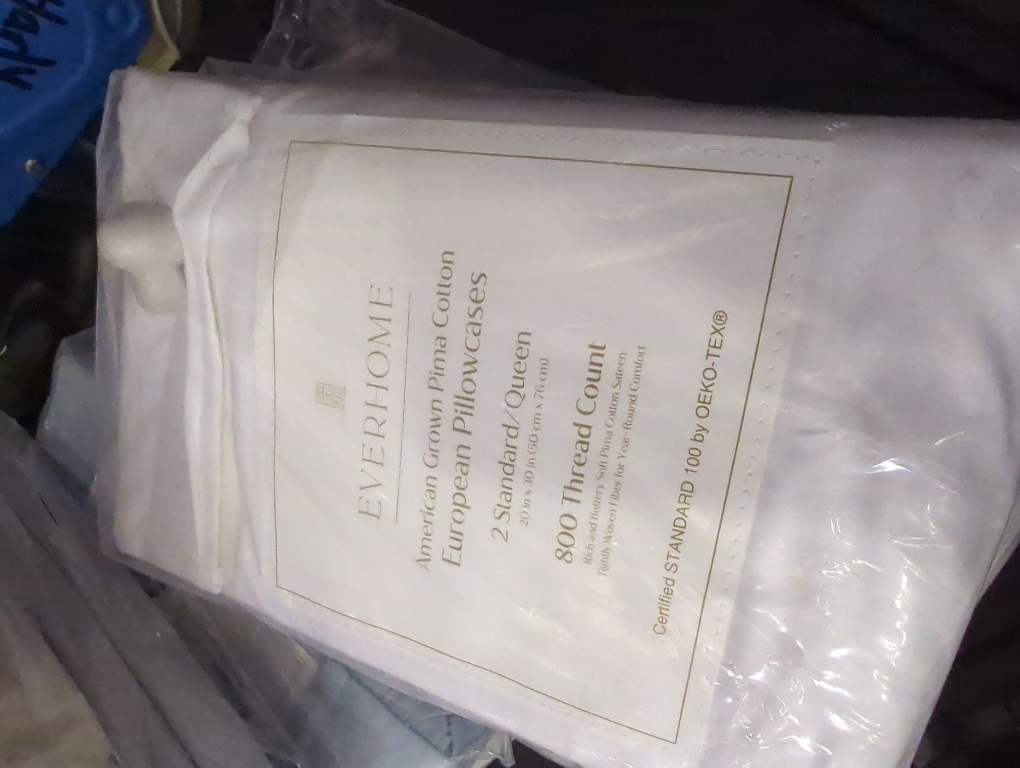 EVERHOME
American Grown Pima Cotton
European Pillowcases
2 Standard/Queen
20 in x 30 in (50 cm x 76 cm)
800 Thread Count
Rich and Buttery Soft Pima Cotton Sateen
Tightly Woven Fiber for Year-Round Comfort
Certified STANDARD 100 by OEKO-TEX®